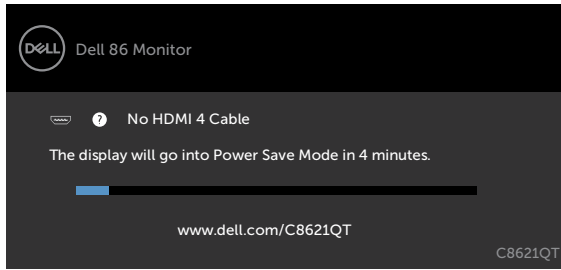 DELL
Dell 86 Monitor
? No HDMI 4 Cable
The display will go into Power Save Mode in 4 minutes.
www.dell.com/C8621QT
C8621QT